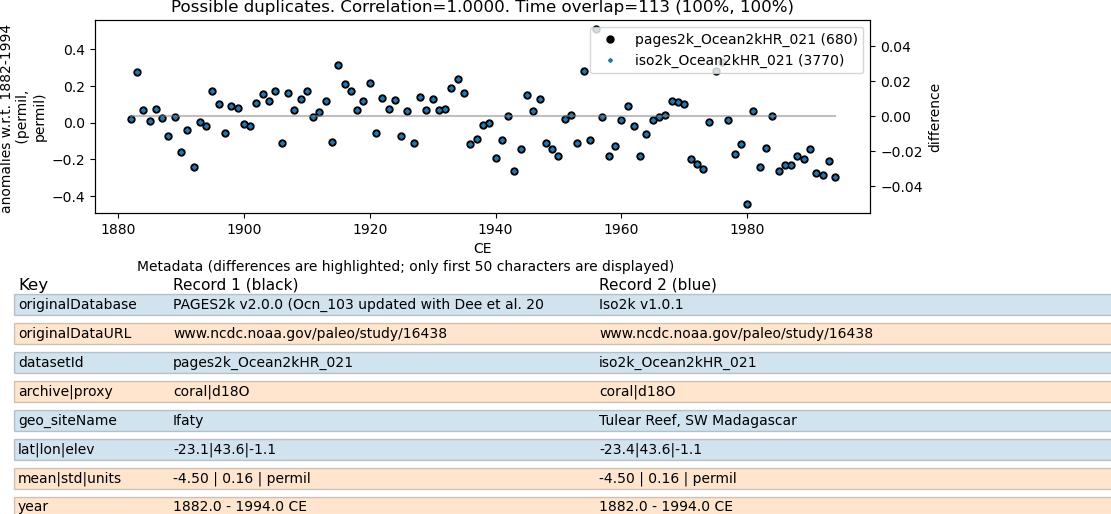 Possible duplicates. Correlation=1.0000. Time overlap=113 (100%, 100%)
anomalies w.r.t. 1882-1994
(permil,
permil)
0.4
0.2
0.0
−0.2
−0.4
pages2k_Ocean2kHR_021 (680)
iso2k_Ocean2kHR_021 (3770)
0.04
0.02
0.00
−0.02
−0.04
difference
1880 1900 1920 1940 1960 1980
CE
Metadata (differences are highlighted; only first 50 characters are displayed)
Key Record 1 (black) Record 2 (blue)
originalDatabase PAGES2k v2.0.0 (Ocn_103 updated with Dee et al. 20 Iso2k v1.0.1
originalDataURL www.ncdc.noaa.gov/paleo/study/16438 www.ncdc.noaa.gov/paleo/study/16438
datasetId pages2k_Ocean2kHR_021 iso2k_Ocean2kHR_021
archive|proxy coral|d18O coral|d18O
geo_siteName Ifaty Tulear Reef, SW Madagascar
lat|lon|elev -23.1|43.6|-1.1 -23.4|43.6|-1.1
mean|std|units -4.50 | 0.16 | permil -4.50 | 0.16 | permil
year 1882.0 - 1994.0 CE 1882.0 - 1994.0 CE